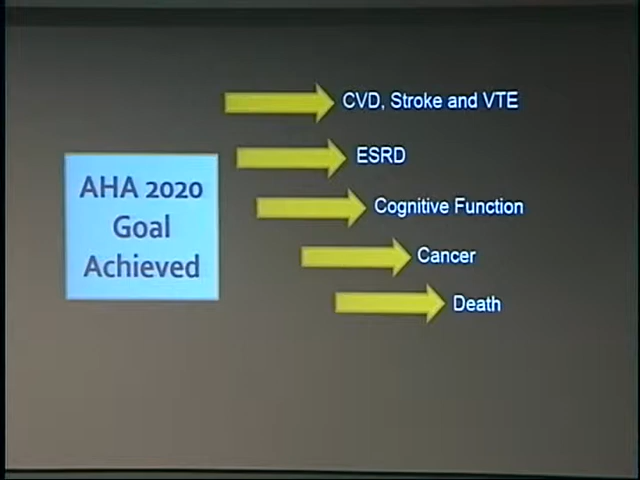 AHA 2020
Goal
Achieved
CVD, Stroke and VTE
ESRD
Cognitive Function
Cancer
Death